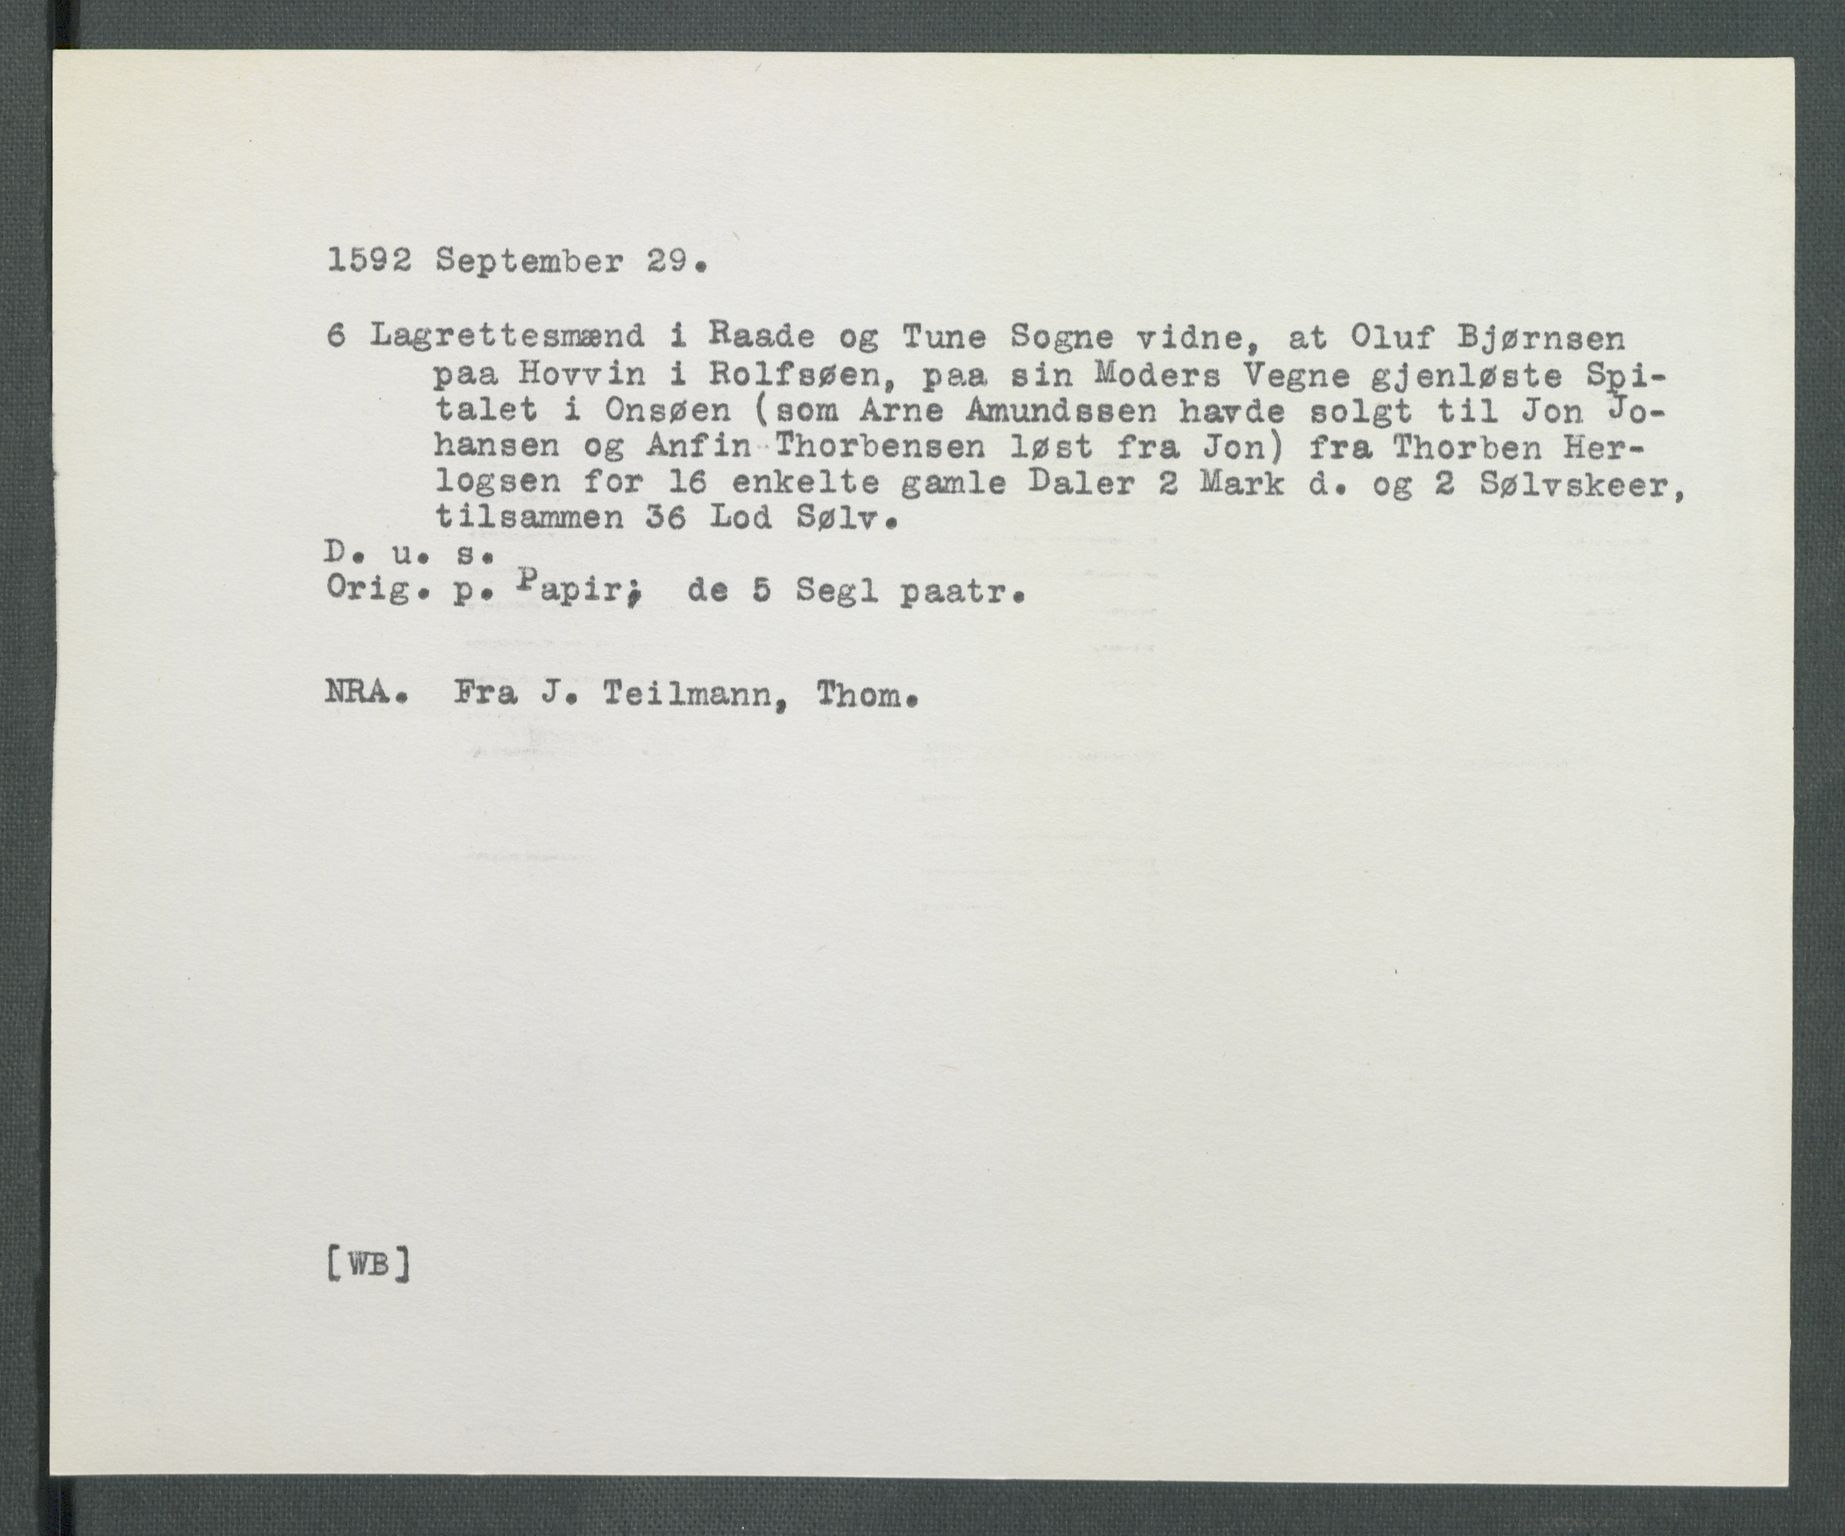 1592 September 29.
6 Lagrettesmænd i Raade og Tune Sogne vidne, at Oluf Bjørnsen
paa Hovvin i Rolfsøen, paa sin Moders Vegne gjenløste Spi-
talet i Onsøen (som Arne Amundssen havde solgt til Jon Jo-
hansen og Anfin Thorbensen løst fra Jon) fra Thorben Her-
logsen for 16 enkelte gamle Daler 2 Mark d. og 2 Sølvskeer,
tilsammen 36 Lod Sølv.
D. u. s.
Orig. p. Papir; de 5 Segl paatr.
NRA. Fra J. Teilmann, Thom.
[WB]